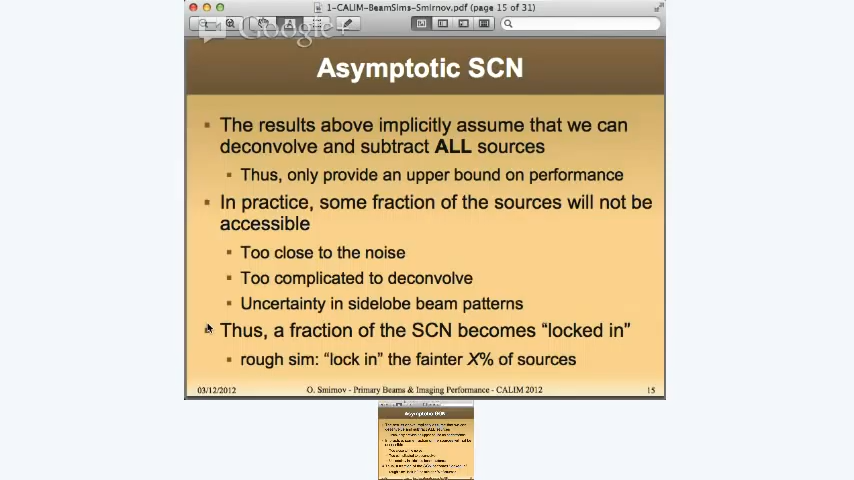 1-CALIM-BeamSims-Smirnov.pdf (page 15 of 31)
Google+
Asymptotic SCN
▪ The results above implicitly assume that we can
deconvolve and subtract ALL sources
▪ Thus, only provide an upper bound on performance
▪ In practice, some fraction of the sources will not be
accessible
▪ Too close to the noise
▪ Too complicated to deconvolve
▪ Uncertainty in sidelobe beam patterns
Thus, a fraction of the SCN becomes “locked in”
▪ rough sim: “lock in” the fainter X% of sources
03/12/2012 O. Smirnov - Primary Beams & Imaging Performance - CALIM 2012 15
Asymptotic SCN